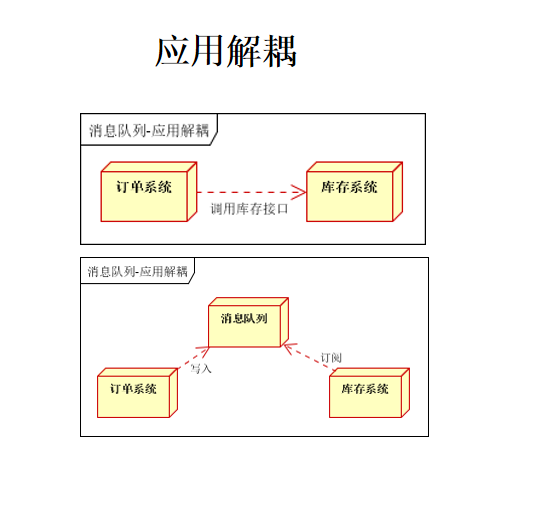 应用解耦
消息队列-应用解耦
订单系统
库存系统
调用库存接口
消息队列-应用解耦
消息队列
订阅
写入
订单系统
库存系统